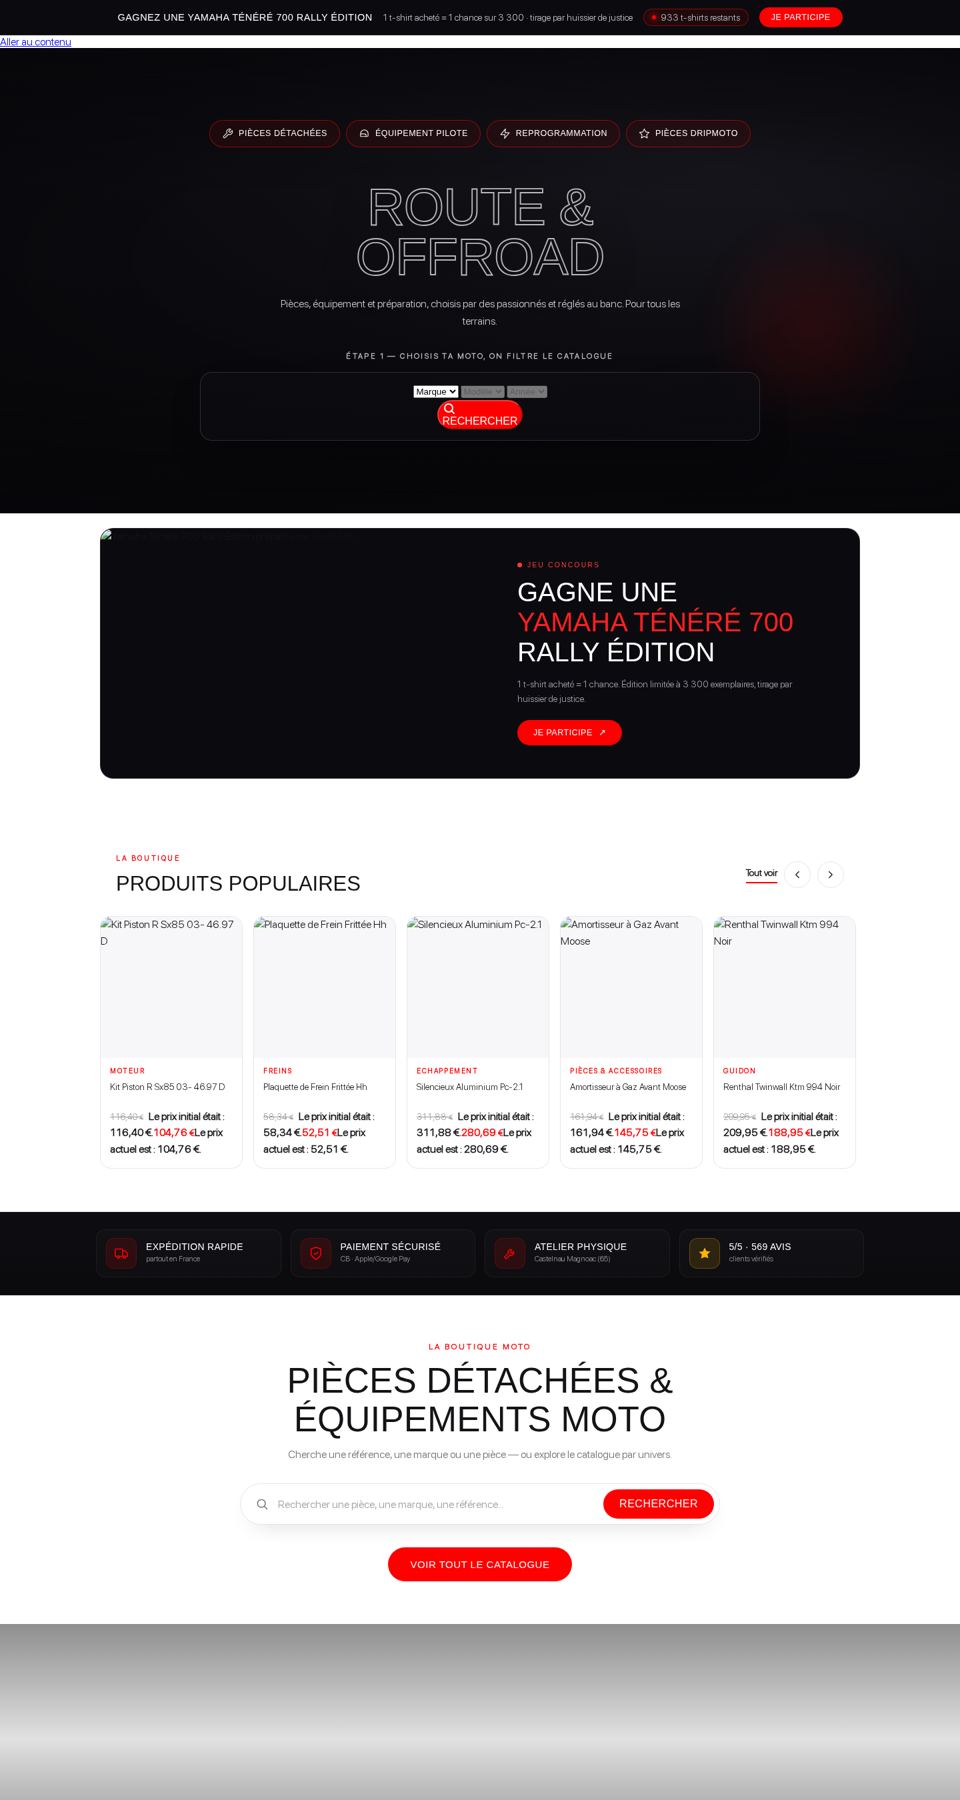 GAGNEZ UNE YAMAHA TÉNÉRÉ 700 RALLY ÉDITION 1 t-shirt acheté = 1 chance sur 3 300 · tirage par huissier de justice 933 t-shirts restants JE PARTICIPE
Aller au contenu
PIÈCES DÉTACHÉES ÉQUIPEMENT PILOTE REPROGRAMMATION PIÈCES DRIPMOTO
ROUTE &
OFFROAD
Pièces, équipement et préparation, choisis par des passionnés et réglés au banc. Pour tous les
terrains.
ÉTAPE 1 — CHOISIS TA MOTO, ON FILTRE LE CATALOGUE
Marque Modèle Année
RECHERCHER
JEU CONCOURS
GAGNE UNE
YAMAHA TÉNÉRÉ 700
RALLY ÉDITION
1 t-shirt acheté = 1 chance. Édition limitée à 3 300 exemplaires, tirage par
huissier de justice.
JE PARTICIPE ↗
LA BOUTIQUE
PRODUITS POPULAIRES
Tout voir
Kit Piston R Sx85 03- 46.97
D
MOTEUR
Kit Piston R Sx85 03- 46.97 D
116,40 € Le prix initial était :
116,40 €.104,76 €Le prix
actuel est : 104,76 €.
Plaquette de Frein Frittée Hh
FREINS
Plaquette de Frein Frittée Hh
58,34 € Le prix initial était :
58,34 €.52,51 €Le prix
actuel est : 52,51 €.
Silencieux Aluminium Pc-2.1
ECHAPPEMENT
Silencieux Aluminium Pc-2.1
311,88 € Le prix initial était :
311,88 €.280,69 €Le prix
actuel est : 280,69 €.
Amortisseur à Gaz Avant
Moose
PIÈCES & ACCESSOIRES
Amortisseur à Gaz Avant Moose
161,94 € Le prix initial était :
161,94 €.145,75 €Le prix
actuel est : 145,75 €.
Renthal Twinwall Ktm 994
Noir
GUIDON
Renthal Twinwall Ktm 994 Noir
209,95 € Le prix initial était :
209,95 €.188,95 €Le prix
actuel est : 188,95 €.
EXPÉDITION RAPIDE
partout en France
PAIEMENT SÉCURISÉ
CB · Apple/Google Pay
ATELIER PHYSIQUE
Castelnau Magnoac (65)
5/5 · 569 AVIS
clients vérifiés
LA BOUTIQUE MOTO
PIÈCES DÉTACHÉES &
ÉQUIPEMENTS MOTO
Cherche une référence, une marque ou une pièce — ou explore le catalogue par univers.
Rechercher une pièce, une marque, une référence… RECHERCHER
VOIR TOUT LE CATALOGUE